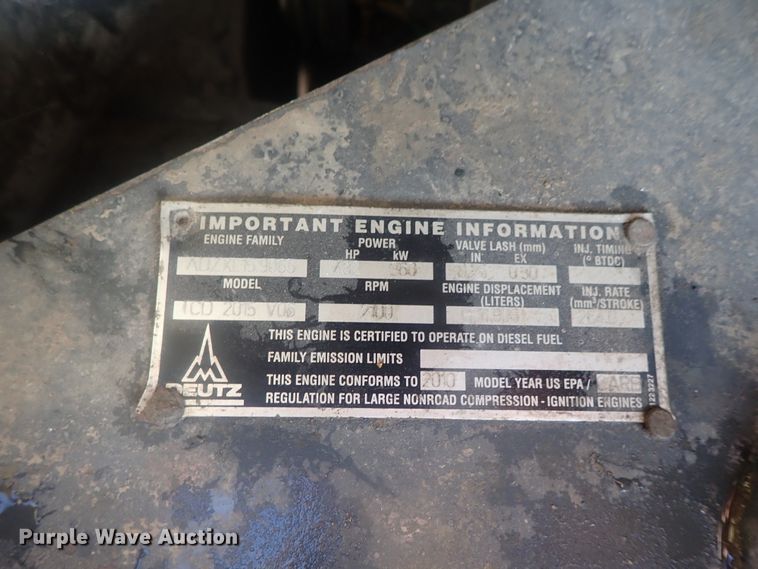 IMPORTANT ENGINE INFORMATION
ENGINE FAMILY POWER VALVE LASH (mm) INJ. TIMING
HP kW IN EX (° BTDC)
360
MODEL RPM ENGINE DISPLACEMENT INJ. RATE
(LITERS) (mm³/STROKE)
TCD 2015 V06
THIS ENGINE IS CERTIFIED TO OPERATE ON DIESEL FUEL
FAMILY EMISSION LIMITS
DEUTZ
THIS ENGINE CONFORMS TO 2010 MODEL YEAR US EPA / CARB
REGULATION FOR LARGE NONROAD COMPRESSION - IGNITION ENGINES
Purple Wave Auction